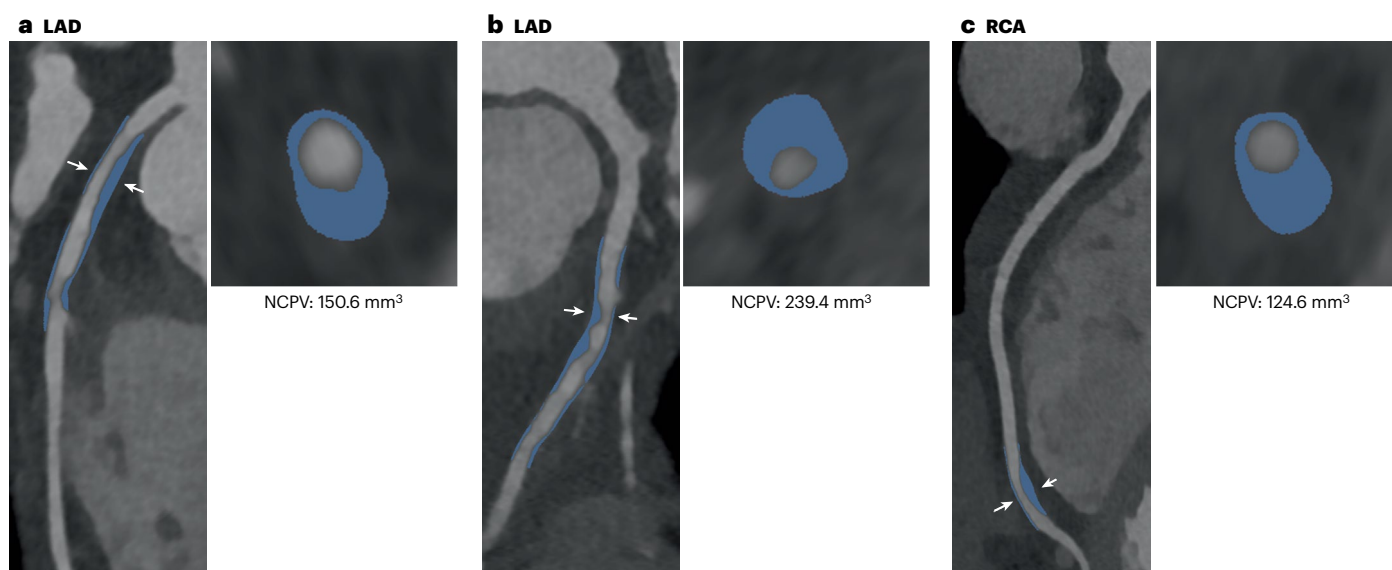 a LAD
b LAD
c RCA
NCPV: 150.6 mm³
NCPV: 239.4 mm³
NCPV: 124.6 mm³